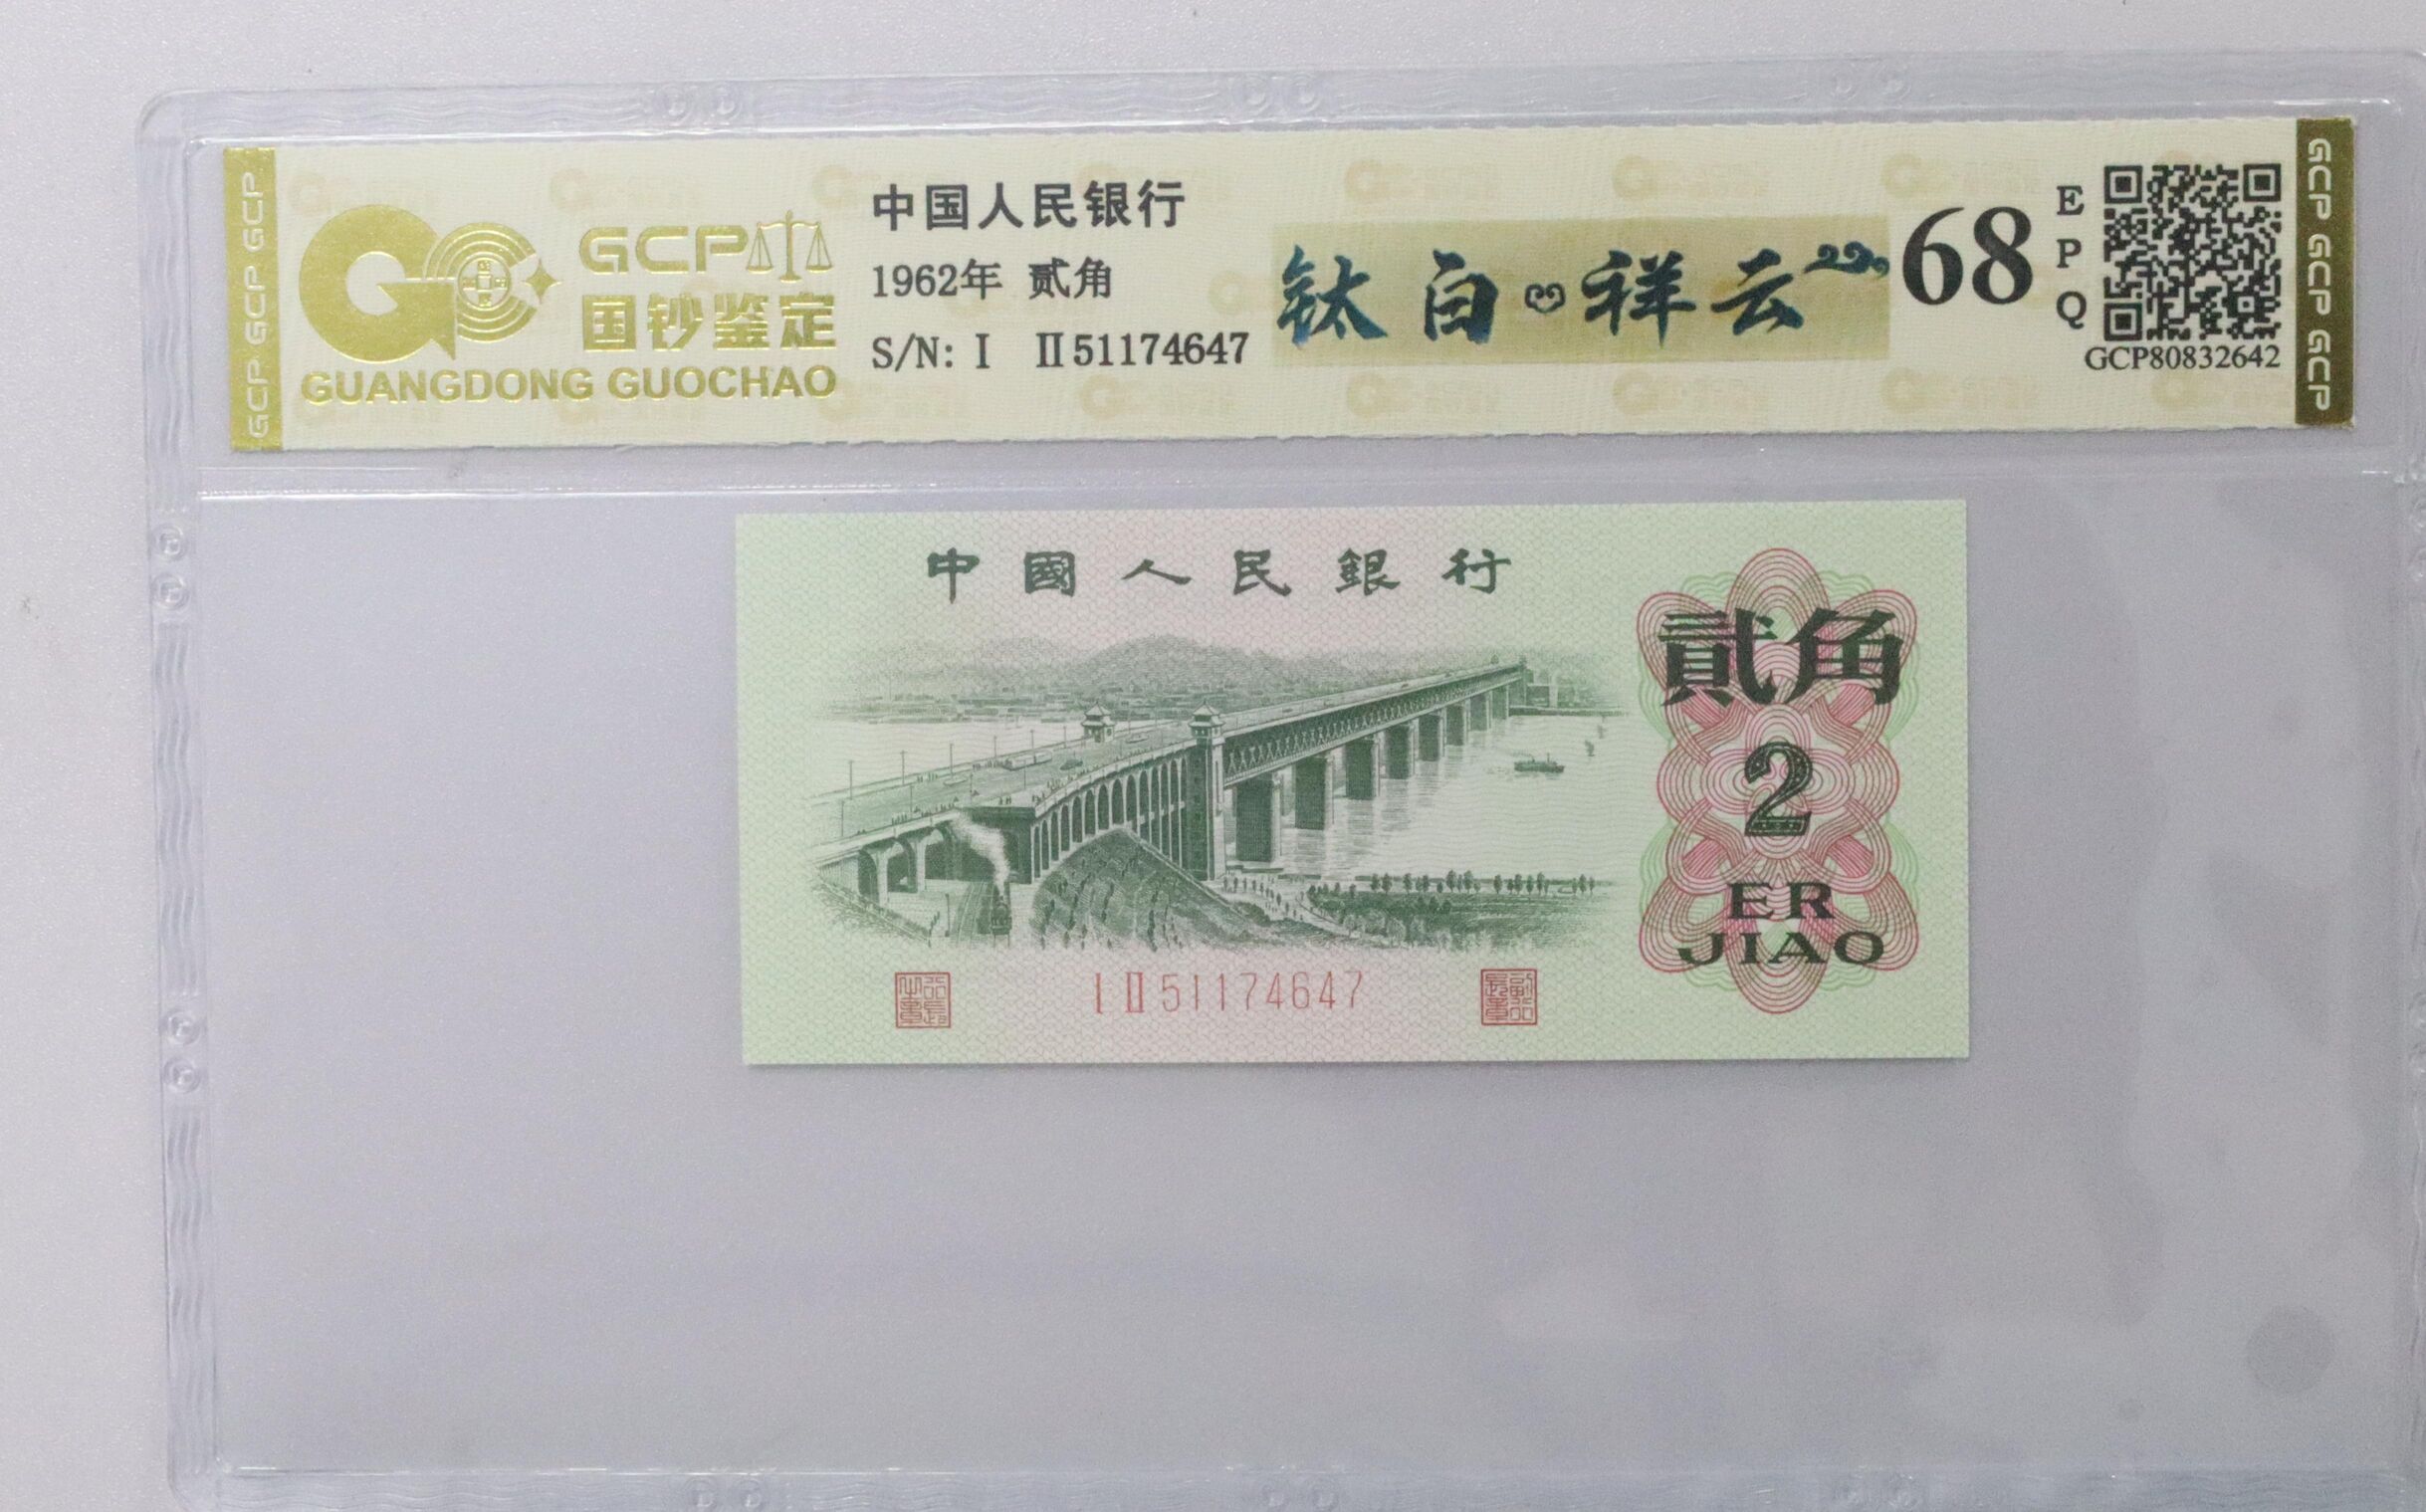 GCP GCP GCP
GCP
国钞鉴定
GUANGDONG GUOCHAO
中国人民银行
1962年 贰角
S/N: I II 51174647
钛白·祥云
68
E
P
Q
GCP80832642
GCP GCP GCP
中國人民銀行
貳角
2
ER
JIAO
I II 51174647